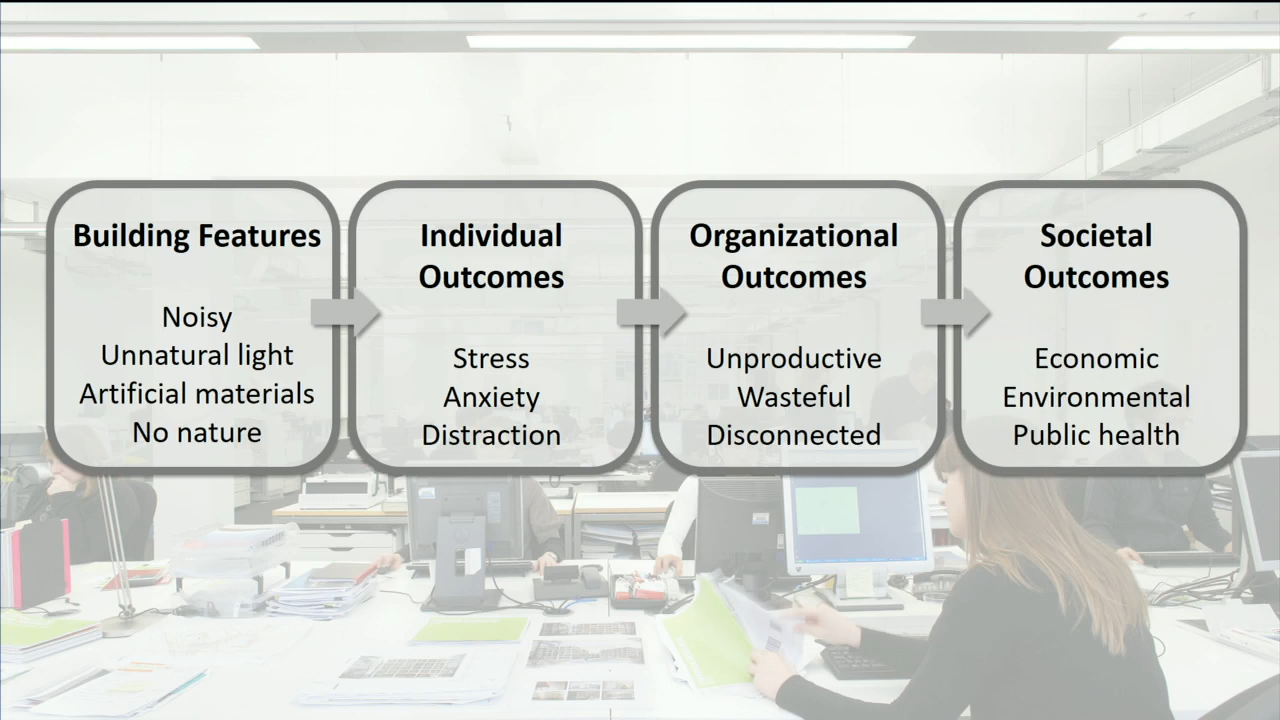 Building Features
Noisy
Unnatural light
Artificial materials
No nature
Individual
Outcomes
Stress
Anxiety
Distraction
Organizational
Outcomes
Unproductive
Wasteful
Disconnected
Societal
Outcomes
Economic
Environmental
Public health